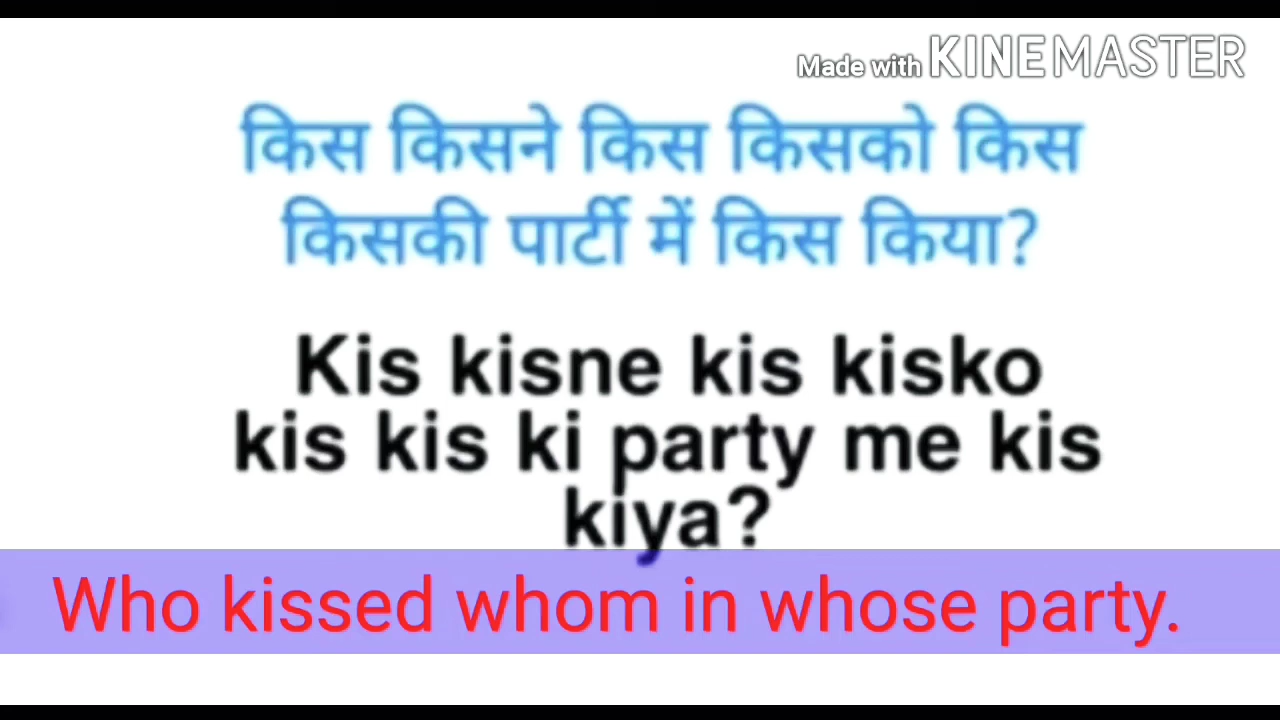 Made with KINEMASTER
किस किसने किस किसको किस
किसकी पार्टी में किस किया?
Kis kisne kis kisko
kis kis ki party me kis
kiya?
Who kissed whom in whose party.